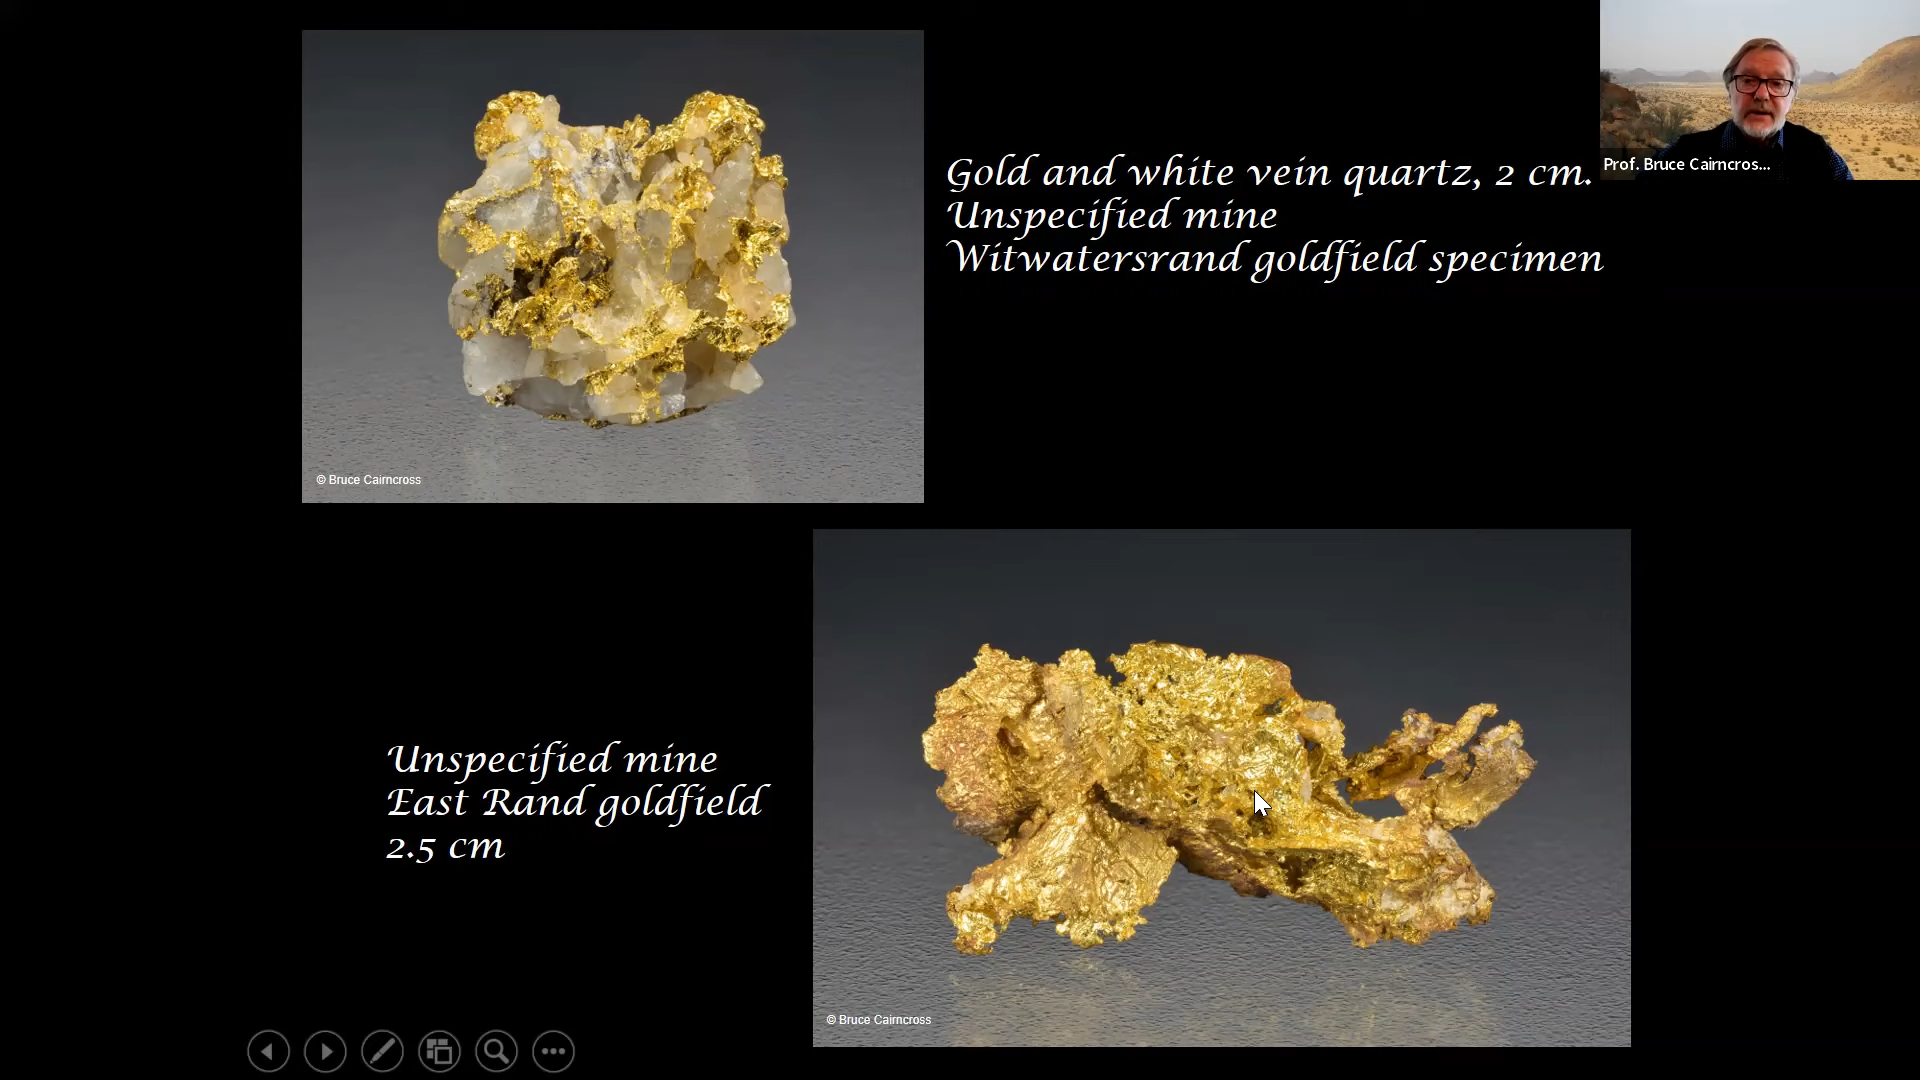 Prof. Bruce Cairncros...
Gold and white vein quartz, 2 cm.
Unspecified mine
Witwatersrand goldfield specimen
© Bruce Cairncross
Unspecified mine
East Rand goldfield
2.5 cm
© Bruce Cairncross